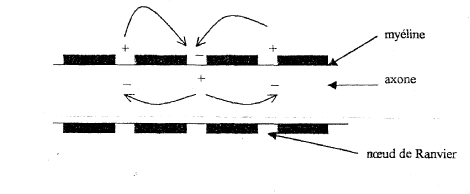 + − +
myéline
− + −
axone
nœud de Ranvier